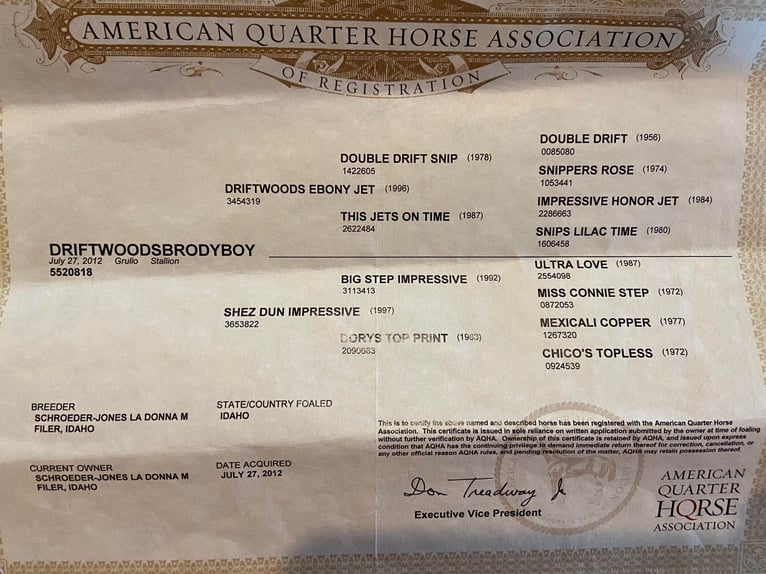 AMERICAN QUARTER HORSE ASSOCIATION
OF REGISTRATION
DOUBLE DRIFT (1956)
0085080
DOUBLE DRIFT SNIP (1978)
1422605
SNIPPERS ROSE (1974)
1053441
DRIFTWOODS EBONY JET (1996)
3454319
IMPRESSIVE HONOR JET (1984)
2286663
THIS JETS ON TIME (1987)
2622484
SNIPS LILAC TIME (1980)
1606458
DRIFTWOODSBRODYBOY
July 27, 2012 Grullo Stallion
5520818
ULTRA LOVE (1987)
2554098
BIG STEP IMPRESSIVE (1992)
3113413
MISS CONNIE STEP (1972)
0872053
SHEZ DUN IMPRESSIVE (1997)
3653822
MEXICALI COPPER (1977)
1267320
DORYS TOP PRINT (1983)
2090683
CHICO'S TOPLESS (1972)
0924539
BREEDER
SCHROEDER-JONES LA DONNA M
FILER, IDAHO
STATE/COUNTRY FOALED
IDAHO
CURRENT OWNER
SCHROEDER-JONES LA DONNA M
FILER, IDAHO
DATE ACQUIRED
JULY 27, 2012
This is to certify the above named and described horse has been registered with the American Quarter Horse
Association. This certificate is issued in sole reliance on written application submitted by the owner at time of foaling
without further verification by AQHA. Ownership of this certificate is retained by AQHA, and issued upon express
condition that AQHA has the continuing privilege to demand immediate return thereof for correction, cancellation, or
any other official reason AQHA rules, and pending resolution of the matter, AQHA may retain possession thereof.
Don Treadway Jr
Executive Vice President
AMERICAN
QUARTER
HORSE
ASSOCIATION